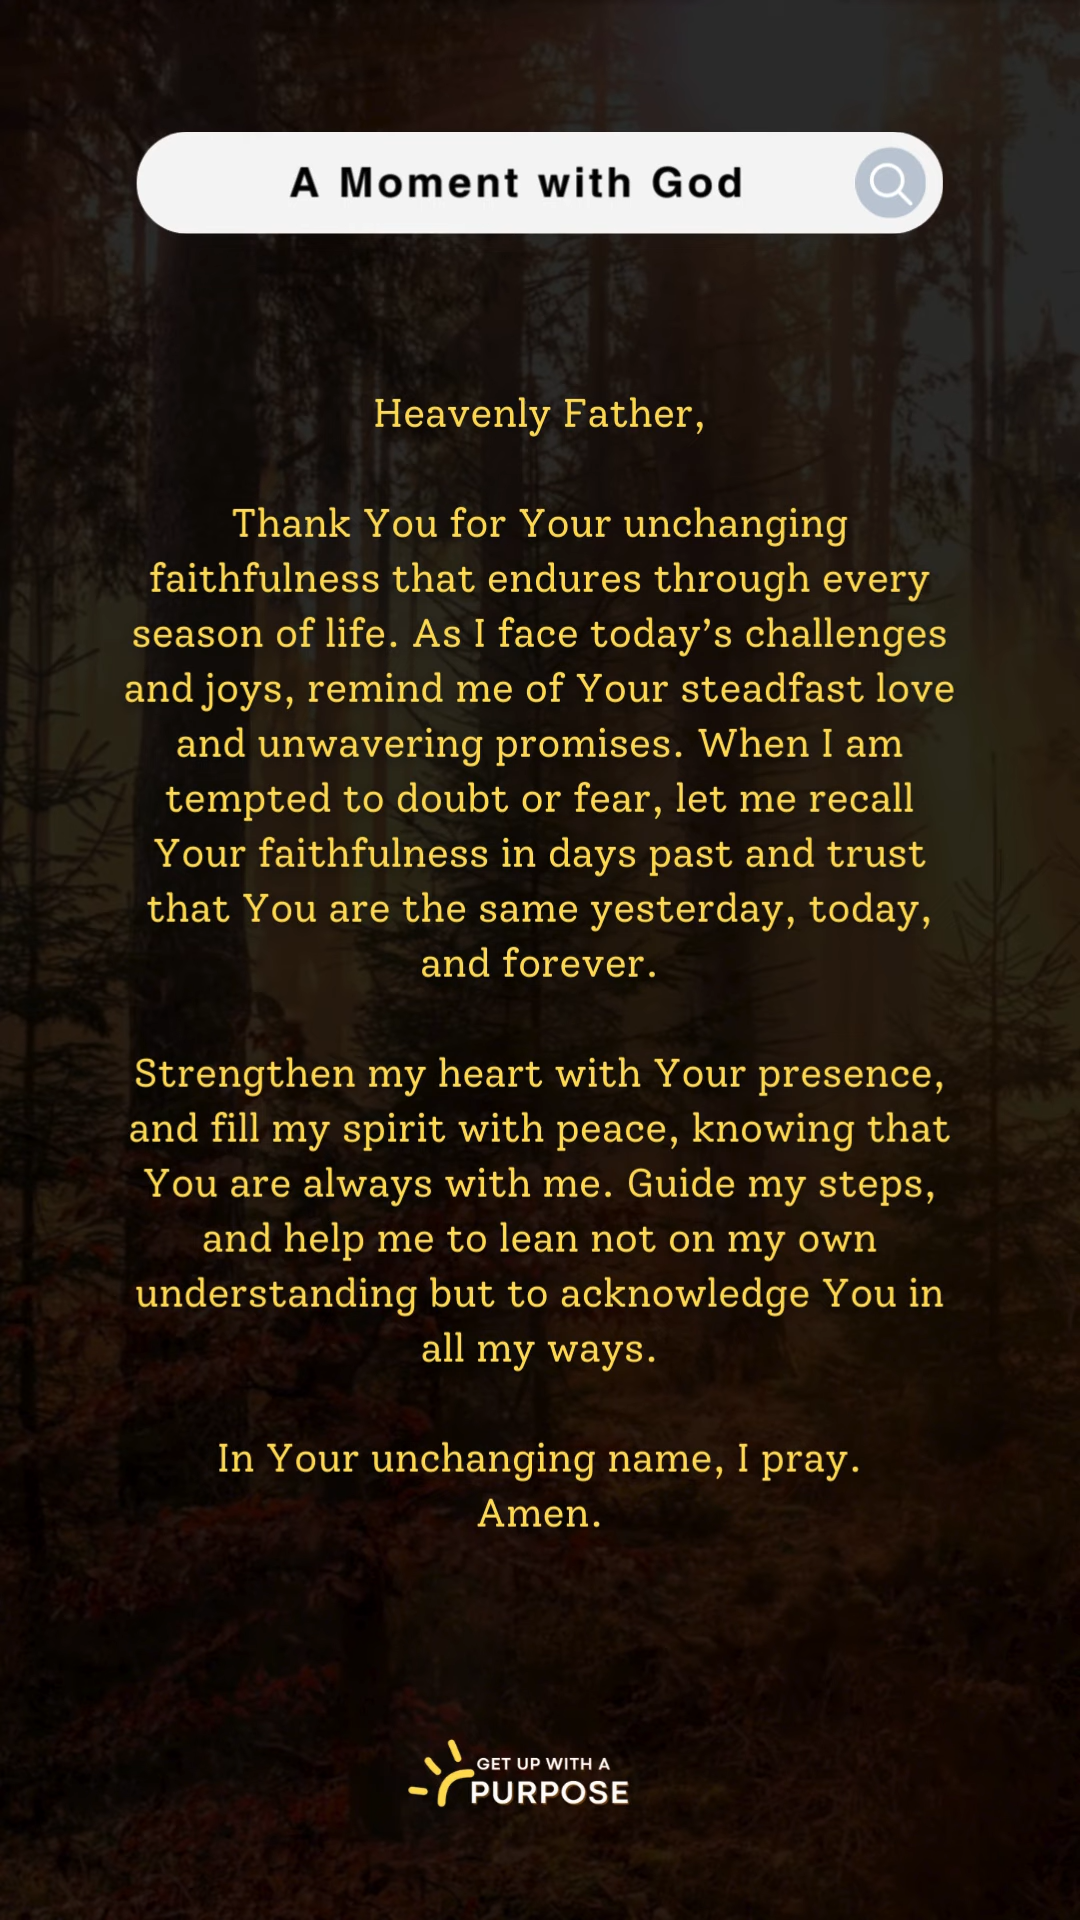 A Moment with God
Heavenly Father,
Thank You for Your unchanging
faithfulness that endures through every
season of life. As I face today’s challenges
and joys, remind me of Your steadfast love
and unwavering promises. When I am
tempted to doubt or fear, let me recall
Your faithfulness in days past and trust
that You are the same yesterday, today,
and forever.
Strengthen my heart with Your presence,
and fill my spirit with peace, knowing that
You are always with me. Guide my steps,
and help me to lean not on my own
understanding but to acknowledge You in
all my ways.
In Your unchanging name, I pray.
Amen.
GET UP WITH A
PURPOSE